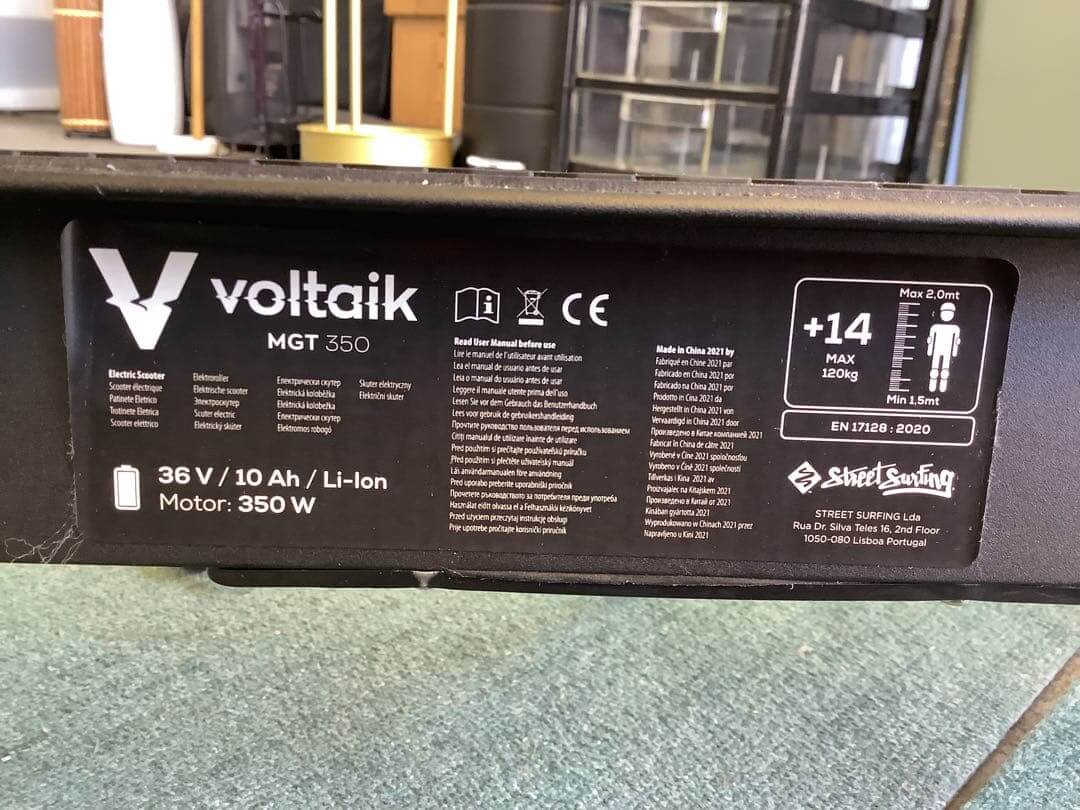 voltaik
MGT 350
Electric Scooter
Scooter électrique
Patinete Eletrico
Trotinete Eletrica
Scooter elettrico
Elektroroller
Elektrische scooter
Электроскутер
Scuter electric
Elektrický skúter
Електрически скутер
Elektrická koloběžka
Elektrická kolobežka
Електрически скутер
Elektromos robogó
Skuter elektryczny
Električni skuter
36 V / 10 Ah / Li-Ion
Motor: 350 W
CE
Read User Manual before use
Lire le manuel de l'utilisateur avant utilisation
Lea el manual de usuario antes de usar
Leia o manual do usuário antes de usar
Leggere il manuale utente prima dell'uso
Lesen Sie vor dem Gebrauch das Benutzerhandbuch
Lees voor gebruik de gebruikershandleiding
Прочтите руководство пользователя перед использованием
Citiți manualul de utilizare înainte de utilizare
Pred použitím si prečítajte používateľskú príručku
Před použitím si přečtěte uživatelský manuál
Läs användarmanualen före användning
Pred uporabo preberite uporabniški priročnik
Прочетете ръководството за потребителя преди употреба
Használat előtt olvassa el a Felhasználói kézikönyvet
Przed użyciem przeczytaj instrukcję obsługi
Prije upotrebe pročitajte korisnički priručnik
Made in China 2021 by
Fabriqué en Chine 2021 par
Fabricado en China 2021 por
Fabricado na China 2021 por
Prodotto in Cina 2021 da
Hergestellt in China 2021 von
Vervaardigd in China 2021 door
Произведено в Китае компанией 2021
Fabricat în China de către 2021
Vyrobené v Číne 2021 spoločnosťou
Vyrobeno v Číně 2021 společností
Tillverkas i Kina 2021 av
Proizvajalec na Kitajskem 2021
Произведено в Китай от 2021
Kínában gyártotta 2021
Wyprodukowano w Chinach 2021 przez
Napravljeno u Kini 2021
+14
MAX
120kg
Max 2,0mt
Min 1,5mt
EN 17128 : 2020
Street Surfing
STREET SURFING Lda
Rua Dr. Silva Teles 16, 2nd Floor
1050-080 Lisboa Portugal